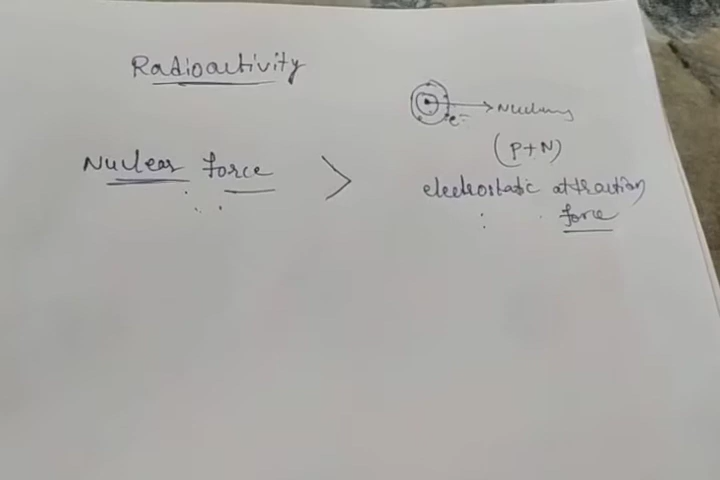 Radioactivity
Nucleus
e-
(P+N)
Nuclear force >
electrostatic attraction
force